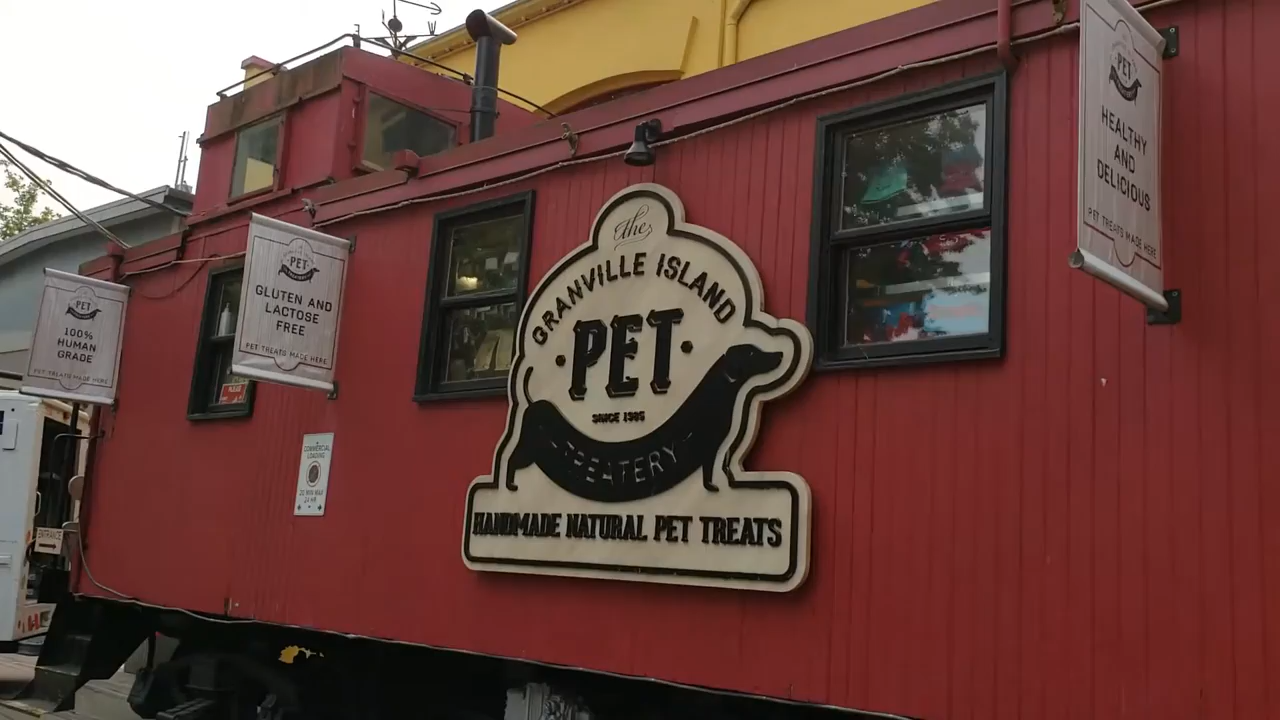 PET
100%
HUMAN
GRADE
PET TREATS MADE HERE
PET
GLUTEN AND
LACTOSE
FREE
PET TREATS MADE HERE
COMMERCIAL
LOADING
ENTRANCE
the
GRANVILLE ISLAND
·PET·
SINCE 1985
TREATERY
HANDMADE NATURAL PET TREATS
PET
HEALTHY
AND
DELICIOUS
PET TREATS MADE HERE